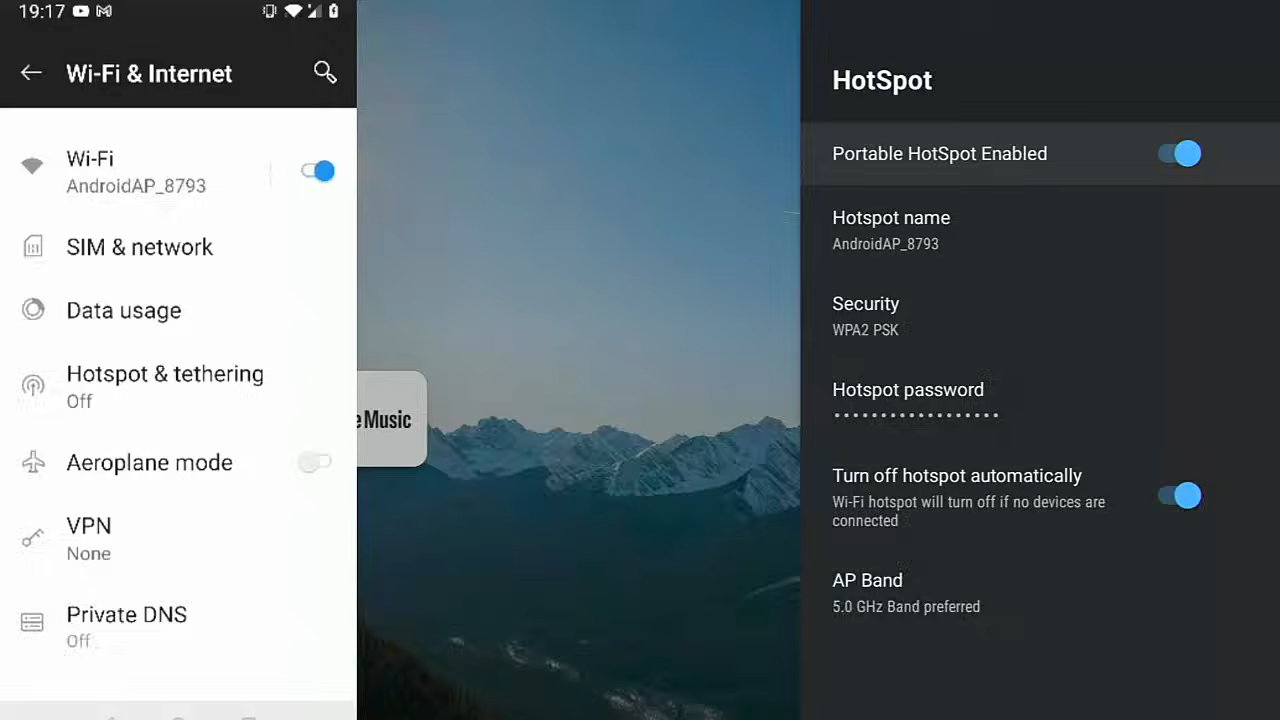 19:17
Wi-Fi & Internet
Wi-Fi
AndroidAP_8793
SIM & network
Data usage
Hotspot & tethering
Off
Aeroplane mode
VPN
None
Private DNS
Off
e Music
HotSpot
Portable HotSpot Enabled
Hotspot name
AndroidAP_8793
Security
WPA2 PSK
Hotspot password
••••••••••••••••••
Turn off hotspot automatically
Wi-Fi hotspot will turn off if no devices are
connected
AP Band
5.0 GHz Band preferred